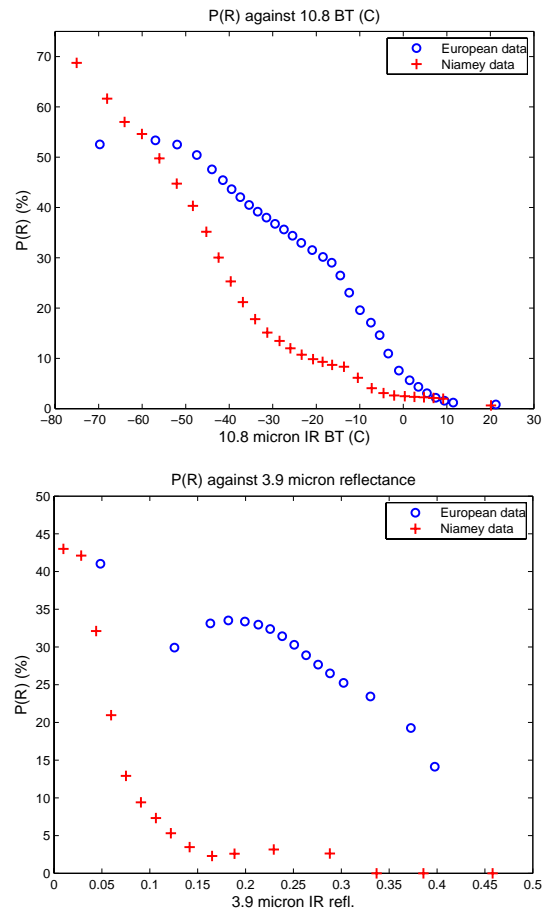 P(R) against 10.8 BT (C)
European data
Niamey data
P(R) (%)
70
60
50
40
30
20
10
0
−80 −70 −60 −50 −40 −30 −20 −10 0 10 20 30
10.8 micron IR BT (C)
P(R) against 3.9 micron reflectance
European data
Niamey data
P(R) (%)
50
45
40
35
30
25
20
15
10
5
0
0 0.05 0.1 0.15 0.2 0.25 0.3 0.35 0.4 0.45 0.5
3.9 micron IR refl.